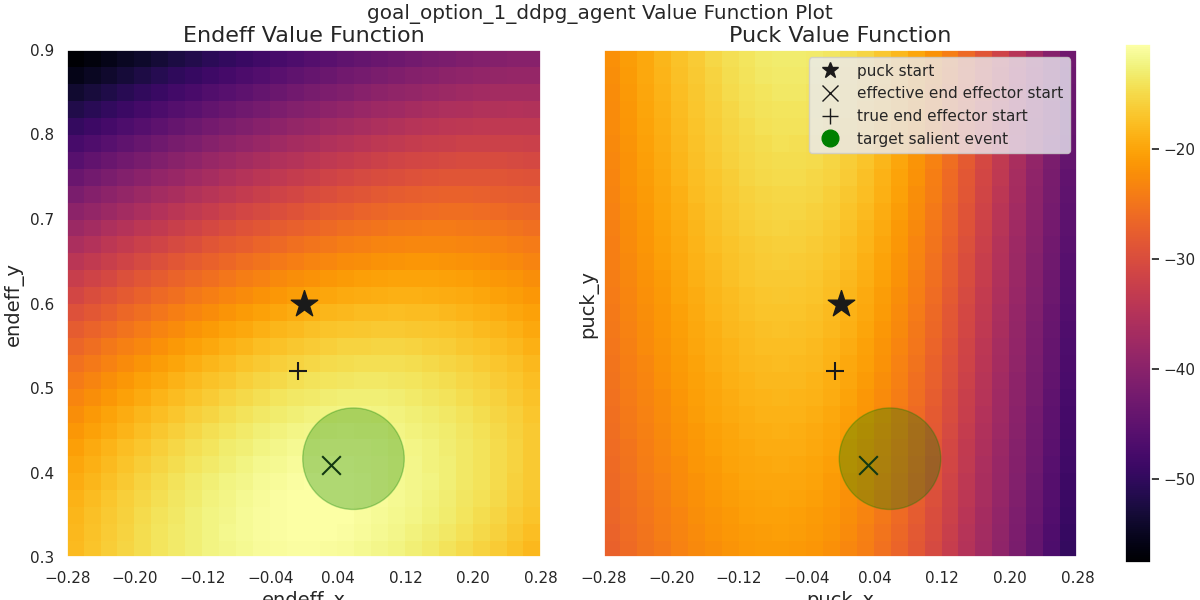 goal_option_1_ddpg_agent Value Function Plot
Endeff Value Function
Puck Value Function
0.9
0.8
0.7
0.6
0.5
0.4
0.3
endeff_y
−0.28 −0.20 −0.12 −0.04 0.04 0.12 0.20 0.28
endeff_x
puck_y
puck start
effective end effector start
true end effector start
target salient event
−0.28 −0.20 −0.12 −0.04 0.04 0.12 0.20 0.28
puck_x
−20
−30
−40
−50